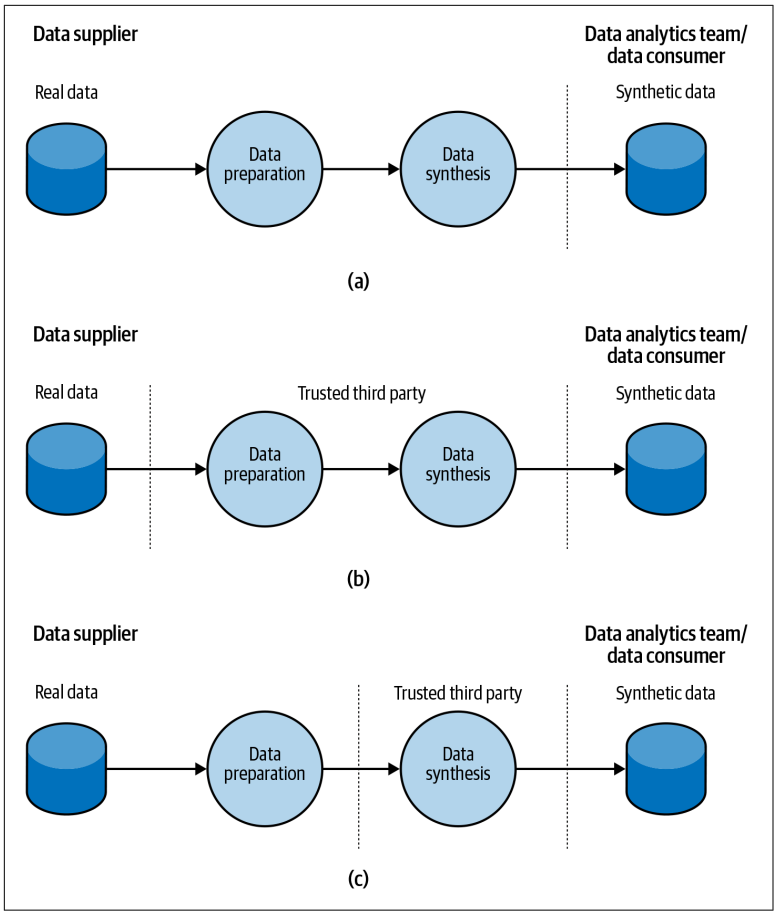 Data supplier
Data analytics team/
data consumer
Real data
Synthetic data
Data
preparation
Data
synthesis
(a)
Data supplier
Data analytics team/
data consumer
Real data
Trusted third party
Synthetic data
Data
preparation
Data
synthesis
(b)
Data supplier
Data analytics team/
data consumer
Real data
Trusted third party
Synthetic data
Data
preparation
Data
synthesis
(c)